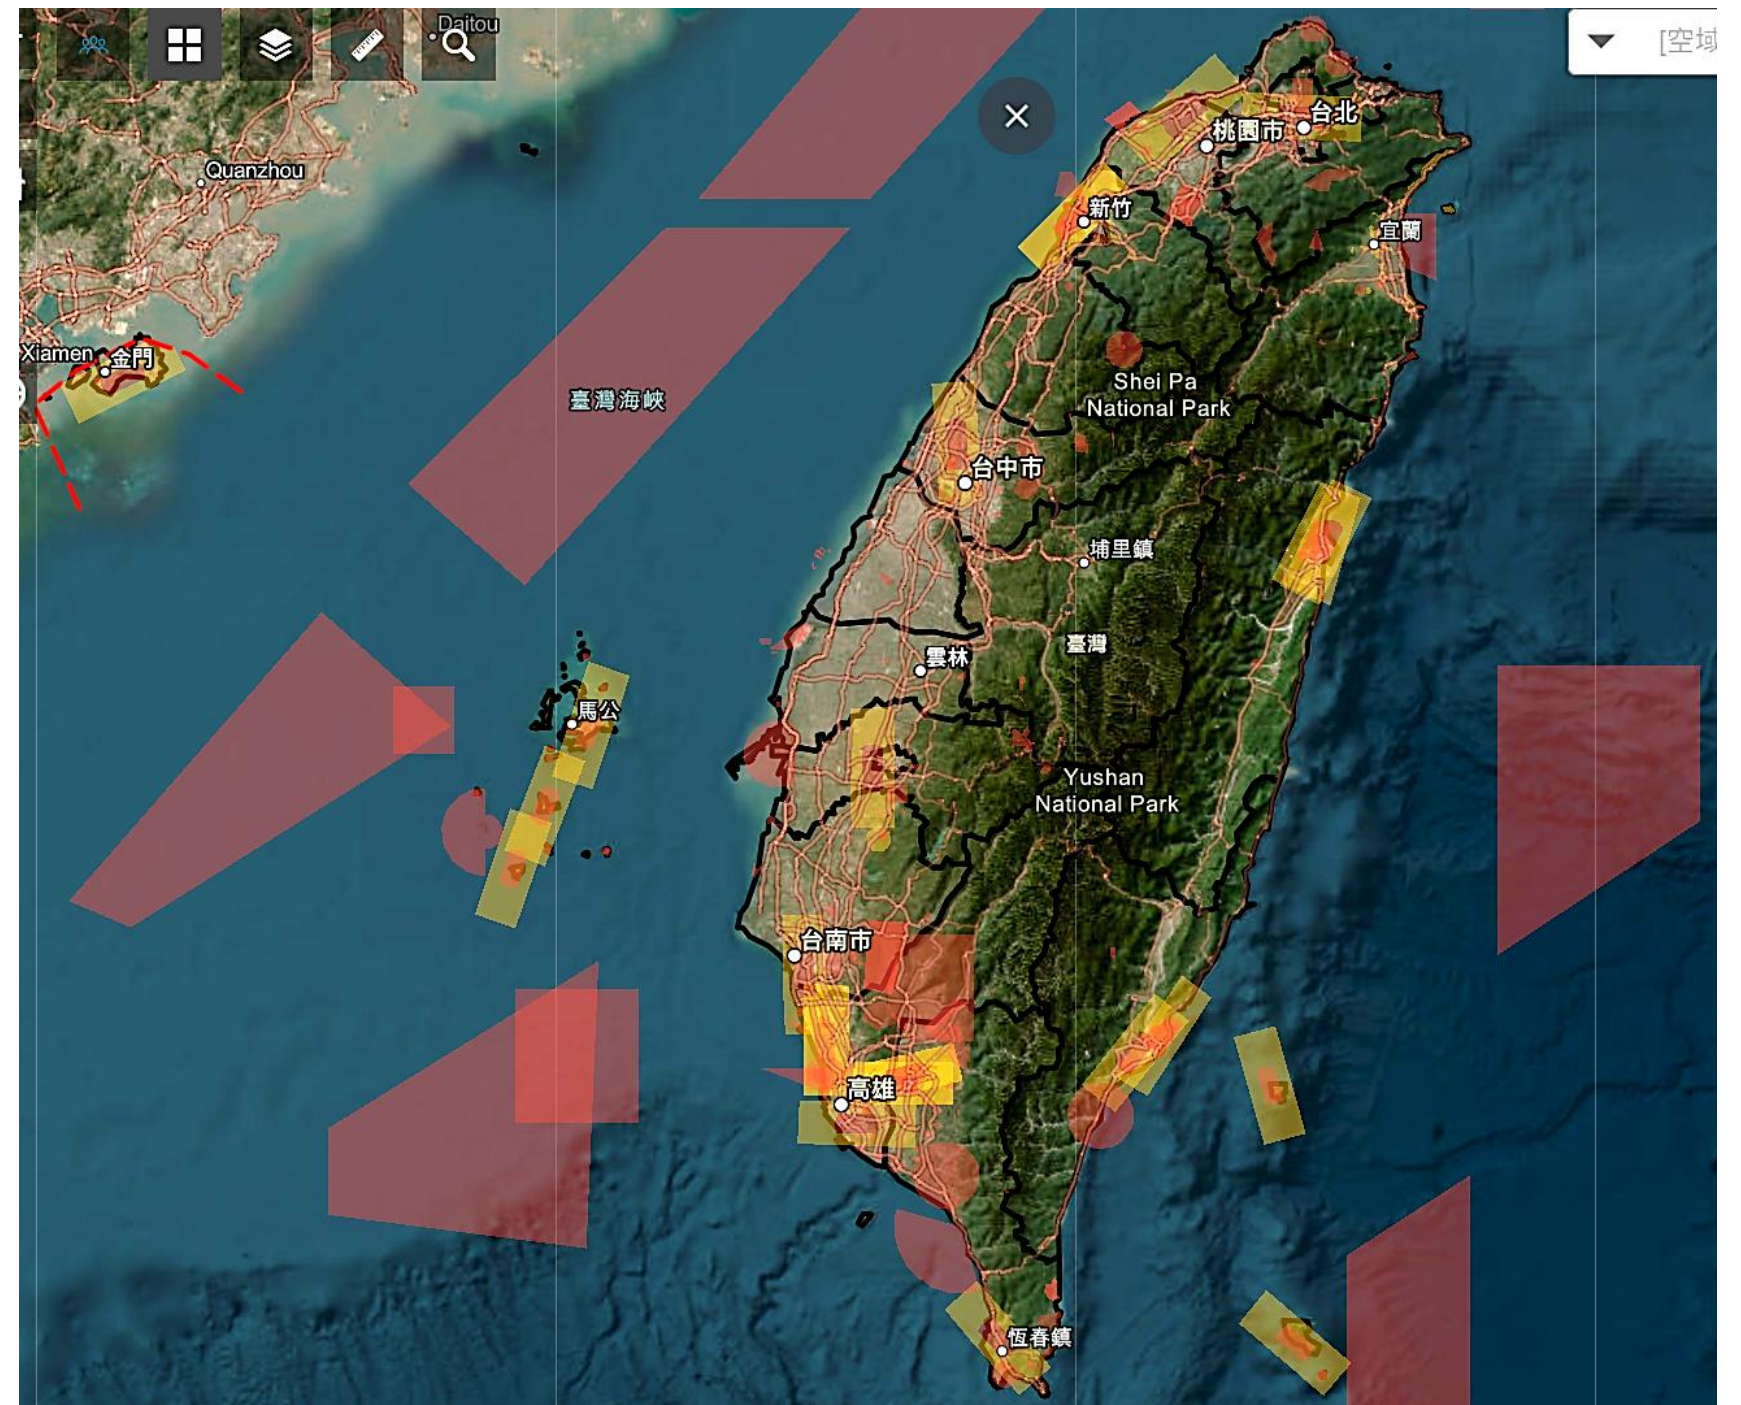 Daitou
[空域
台北
桃園市
Quanzhou
新竹
宜蘭
Xiamen
金門
Shei Pa
National Park
臺灣海峽
台中市
埔里鎮
臺灣
雲林
馬公
Yushan
National Park
台南市
高雄
恆春鎮